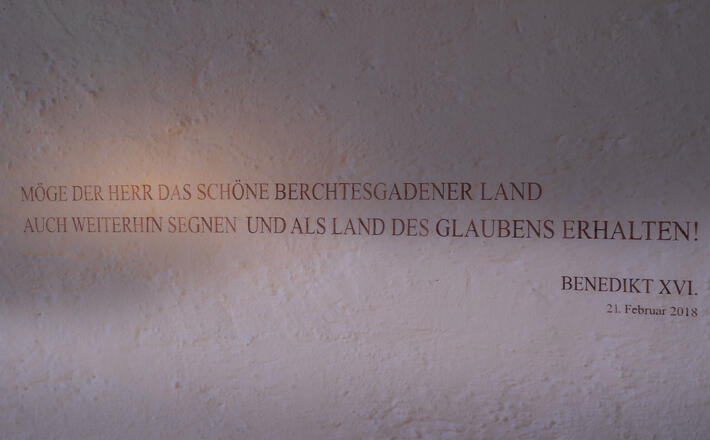 MÖGE DER HERR DAS SCHÖNE BERCHTESGADENER LAND
AUCH WEITERHIN SEGNEN UND ALS LAND DES GLAUBENS ERHALTEN!
BENEDIKT XVI.
21. Februar 2018